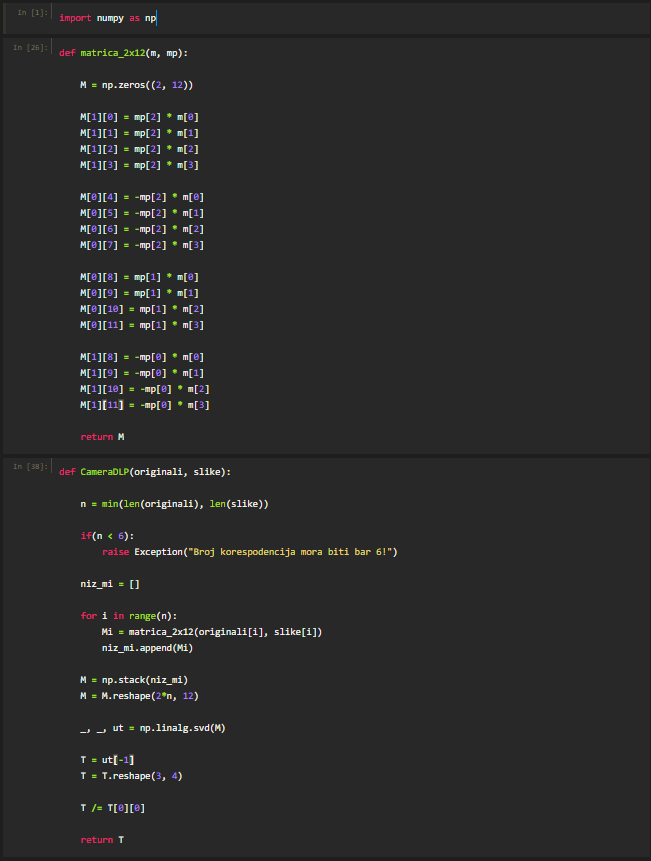 In [1]:
import numpy as np
In [26]:
def matrica_2x12(m, mp):
M = np.zeros((2, 12))
M[1][0] = mp[2] * m[0]
M[1][1] = mp[2] * m[1]
M[1][2] = mp[2] * m[2]
M[1][3] = mp[2] * m[3]
M[0][4] = -mp[2] * m[0]
M[0][5] = -mp[2] * m[1]
M[0][6] = -mp[2] * m[2]
M[0][7] = -mp[2] * m[3]
M[0][8] = mp[1] * m[0]
M[0][9] = mp[1] * m[1]
M[0][10] = mp[1] * m[2]
M[0][11] = mp[1] * m[3]
M[1][8] = -mp[0] * m[0]
M[1][9] = -mp[0] * m[1]
M[1][10] = -mp[0] * m[2]
M[1][11] = -mp[0] * m[3]
return M
In [38]:
def CameraDLP(originali, slike):
n = min(len(originali), len(slike))
if(n < 6):
raise Exception("Broj korespodencija mora biti bar 6!")
niz_mi = []
for i in range(n):
Mi = matrica_2x12(originali[i], slike[i])
niz_mi.append(Mi)
M = np.stack(niz_mi)
M = M.reshape(2*n, 12)
_, _, ut = np.linalg.svd(M)
T = ut[-1]
T = T.reshape(3, 4)
T /= T[0][0]
return T